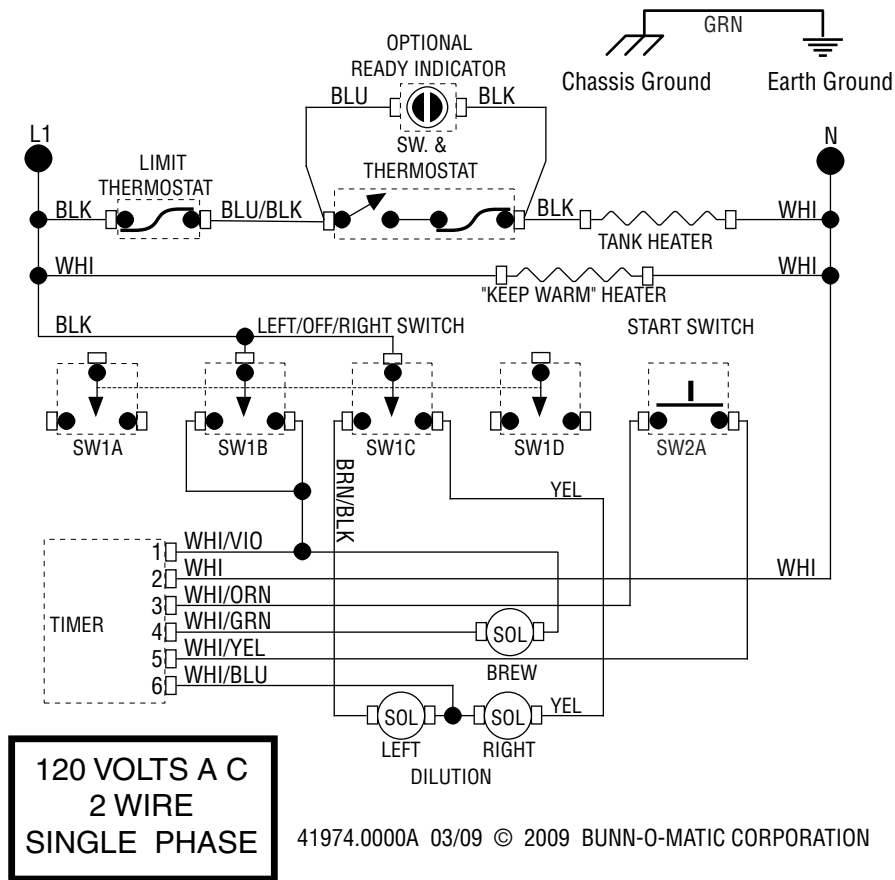 GRN
Chassis Ground
Earth Ground
OPTIONAL
READY INDICATOR
BLU
BLK
SW. &
THERMOSTAT
L1
N
LIMIT
THERMOSTAT
BLK
BLU/BLK
BLK
WHI
TANK HEATER
WHI
WHI
"KEEP WARM" HEATER
BLK
LEFT/OFF/RIGHT SWITCH
START SWITCH
SW1A
SW1B
SW1C
SW1D
SW2A
BRN/BLK
YEL
TIMER
1 WHI/VIO
2 WHI
WHI
3 WHI/ORN
4 WHI/GRN
5 WHI/YEL
6 WHI/BLU
SOL
BREW
SOL
SOL
YEL
LEFT
RIGHT
DILUTION
120 VOLTS A C
2 WIRE
SINGLE PHASE
41974.0000A 03/09 © 2009 BUNN-O-MATIC CORPORATION